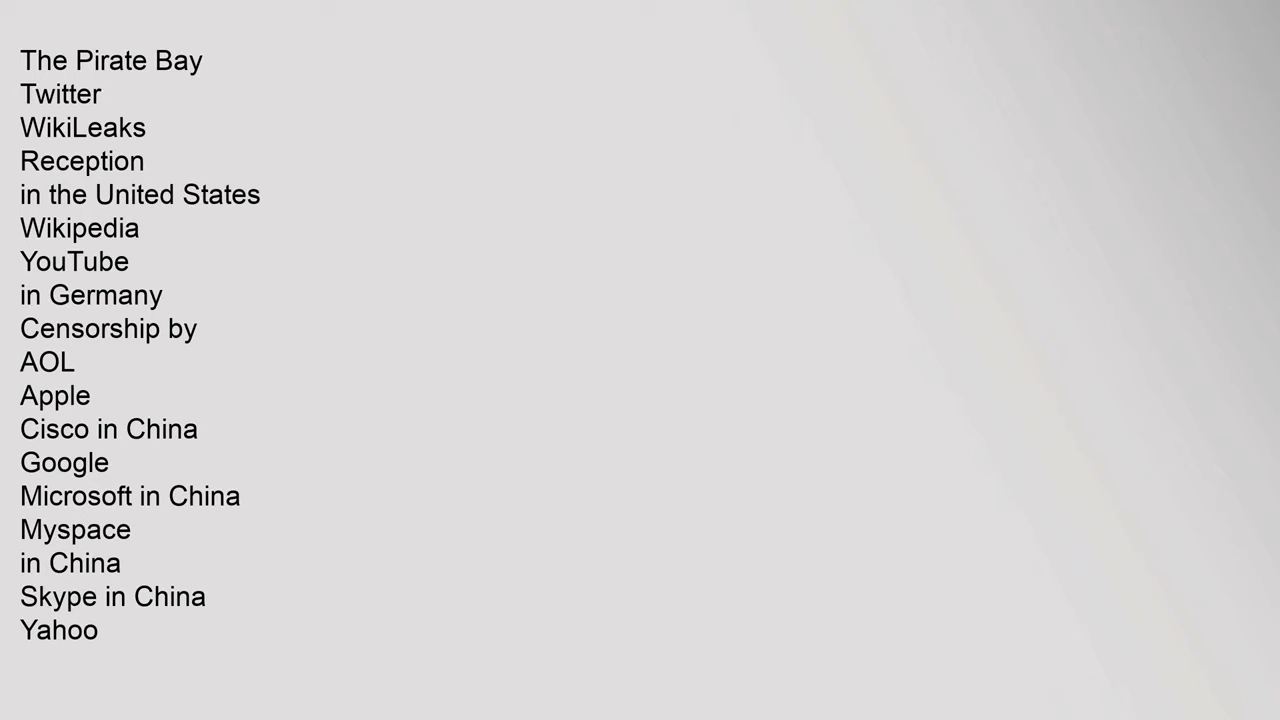 The Pirate Bay
Twitter
WikiLeaks
Reception
in the United States
Wikipedia
YouTube
in Germany
Censorship by
AOL
Apple
Cisco in China
Google
Microsoft in China
Myspace
in China
Skype in China
Yahoo